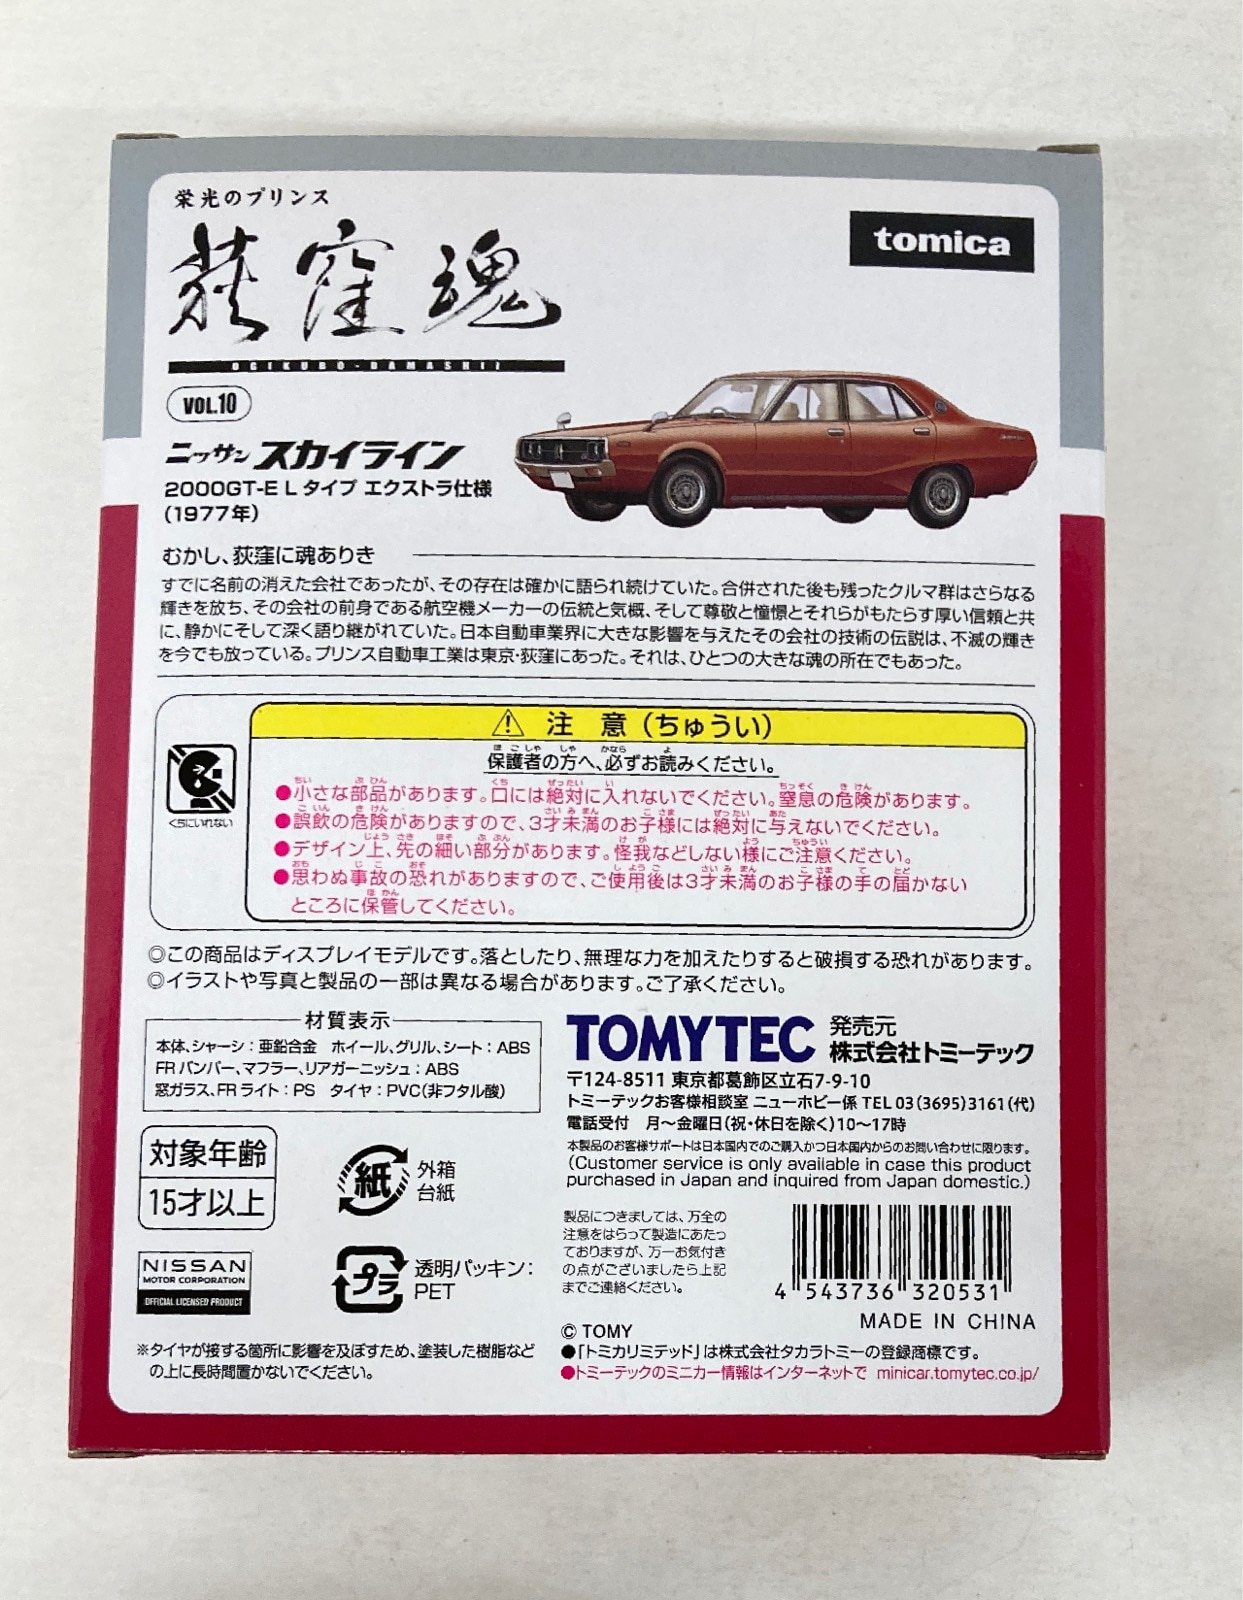 栄光のプリンス
荻窪魂
OGIKUBO-DAMASHII
tomica
VOL.10
ニッサン スカイライン
2000GT-E L タイプ エクストラ仕様
(1977年)
むかし、荻窪に魂ありき
すでに名前の消えた会社であったが、その存在は確かに語られ続けていた。合併された後も残ったクルマ群はさらなる
輝きを放ち、その会社の前身である航空機メーカーの伝統と気概、そして尊敬と憧憬とそれらがもたらす厚い信頼と共
に、静かにそして深く語り継がれていた。日本自動車業界に大きな影響を与えたその会社の技術の伝説は、不滅の輝き
を今でも放っている。プリンス自動車工業は東京・荻窪にあった。それは、ひとつの大きな魂の所在でもあった。
⚠ 注 意(ちゅうい)
保護者の方へ、必ずお読みください。
くちにいれない
●小さな部品があります。口には絶対に入れないでください。窒息の危険があります。
●誤飲の危険がありますので、3才未満のお子様には絶対に与えないでください。
●デザイン上、先の細い部分があります。怪我などしない様にご注意ください。
●思わぬ事故の恐れがありますので、ご使用後は3才未満のお子様の手の届かない
ところに保管してください。
◎この商品はディスプレイモデルです。落としたり、無理な力を加えたりすると破損する恐れがあります。
◎イラストや写真と製品の一部は異なる場合があります。ご了承ください。
材質表示
本体、シャーシ:亜鉛合金 ホイール、グリル、シート:ABS
FRバンパー、マフラー、リアガーニッシュ:ABS
窓ガラス、FRライト:PS タイヤ:PVC(非フタル酸)
TOMYTEC 発売元
株式会社トミーテック
〒124-8511 東京都葛飾区立石7-9-10
トミーテックお客様相談室 ニューホビー係 TEL 03(3695)3161(代)
電話受付 月~金曜日(祝・休日を除く)10~17時
本製品のお客様サポートは日本国内でのご購入かつ日本国内からのお問い合わせに限ります。
(Customer service is only available in case this product
purchased in Japan and inquired from Japan domestic.)
対象年齢
15才以上
紙
外箱
台紙
プラ
透明パッキン:
PET
NISSAN
MOTOR CORPORATION
OFFICIAL LICENSED PRODUCT
製品につきましては、万全の
注意をはらって製造にあたっ
ておりますが、万一お気付き
の点がございましたら上記
までご連絡ください。
4 543736 320531
MADE IN CHINA
※タイヤが接する箇所に影響を及ぼすため、塗装した樹脂など
の上に長時間置かないでください。
© TOMY
●「トミカリミテッド」は株式会社タカラトミーの登録商標です。
●トミーテックのミニカー情報はインターネットで minicar.tomytec.co.jp/